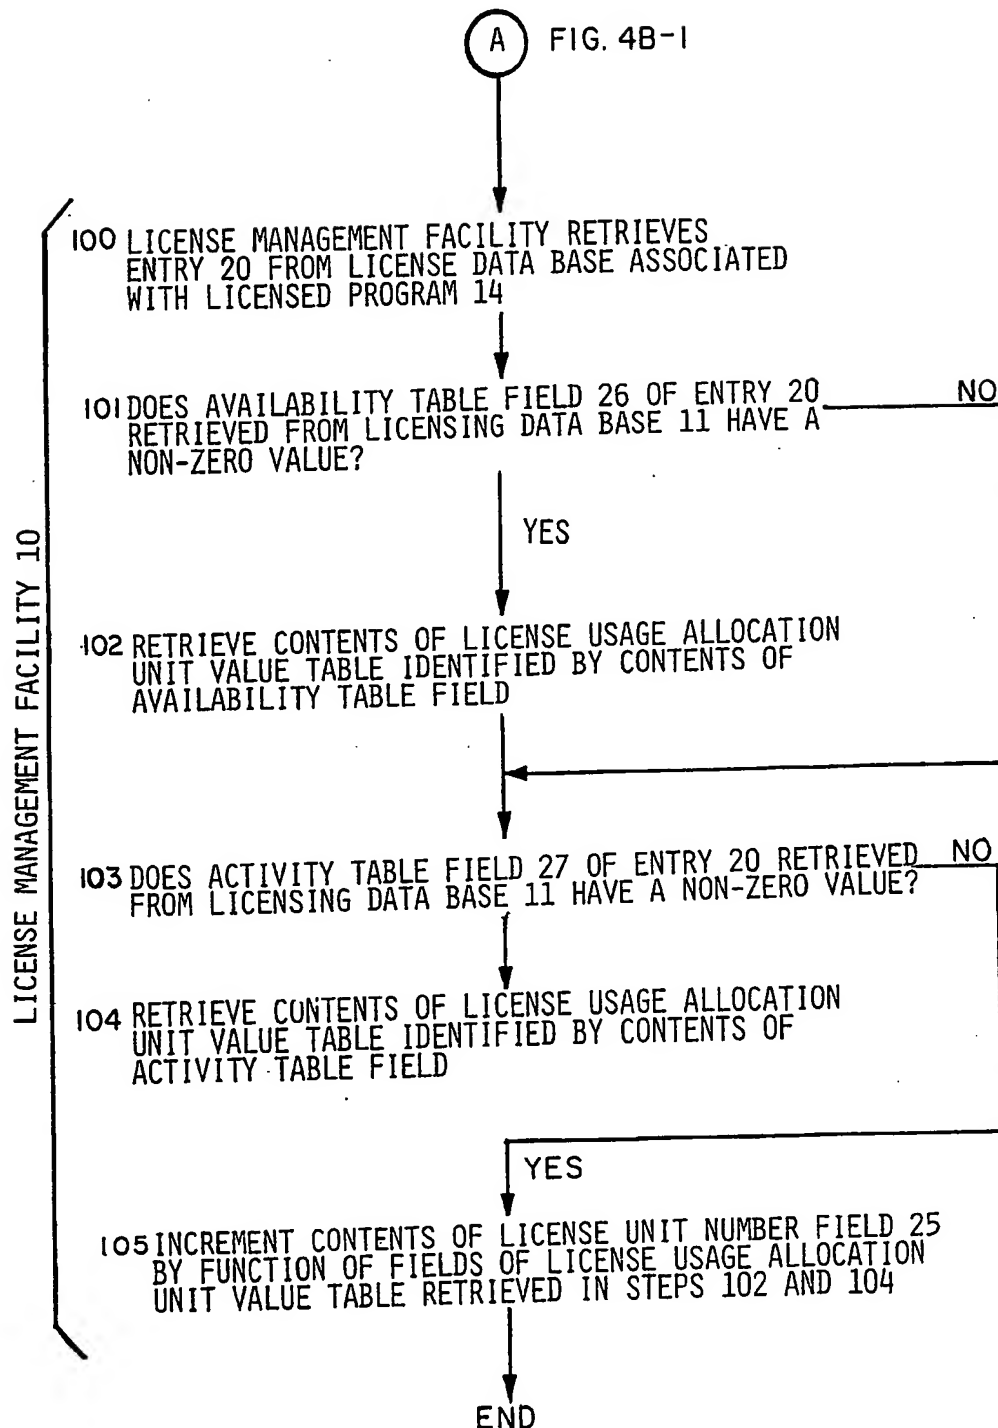 A FIG. 4B-1
100 LICENSE MANAGEMENT FACILITY RETRIEVES
ENTRY 20 FROM LICENSE DATA BASE ASSOCIATED
WITH LICENSED PROGRAM 14
101 DOES AVAILABILITY TABLE FIELD 26 OF ENTRY 20 NO
RETRIEVED FROM LICENSING DATA BASE 11 HAVE A
NON-ZERO VALUE?
YES
102 RETRIEVE CONTENTS OF LICENSE USAGE ALLOCATION
UNIT VALUE TABLE IDENTIFIED BY CONTENTS OF
AVAILABILITY TABLE FIELD
103 DOES ACTIVITY TABLE FIELD 27 OF ENTRY 20 RETRIEVED NO
FROM LICENSING DATA BASE 11 HAVE A NON-ZERO VALUE?
104 RETRIEVE CONTENTS OF LICENSE USAGE ALLOCATION
UNIT VALUE TABLE IDENTIFIED BY CONTENTS OF
ACTIVITY TABLE FIELD
YES
105 INCREMENT CONTENTS OF LICENSE UNIT NUMBER FIELD 25
BY FUNCTION OF FIELDS OF LICENSE USAGE ALLOCATION
UNIT VALUE TABLE RETRIEVED IN STEPS 102 AND 104
END
LICENSE MANAGEMENT FACILITY 10